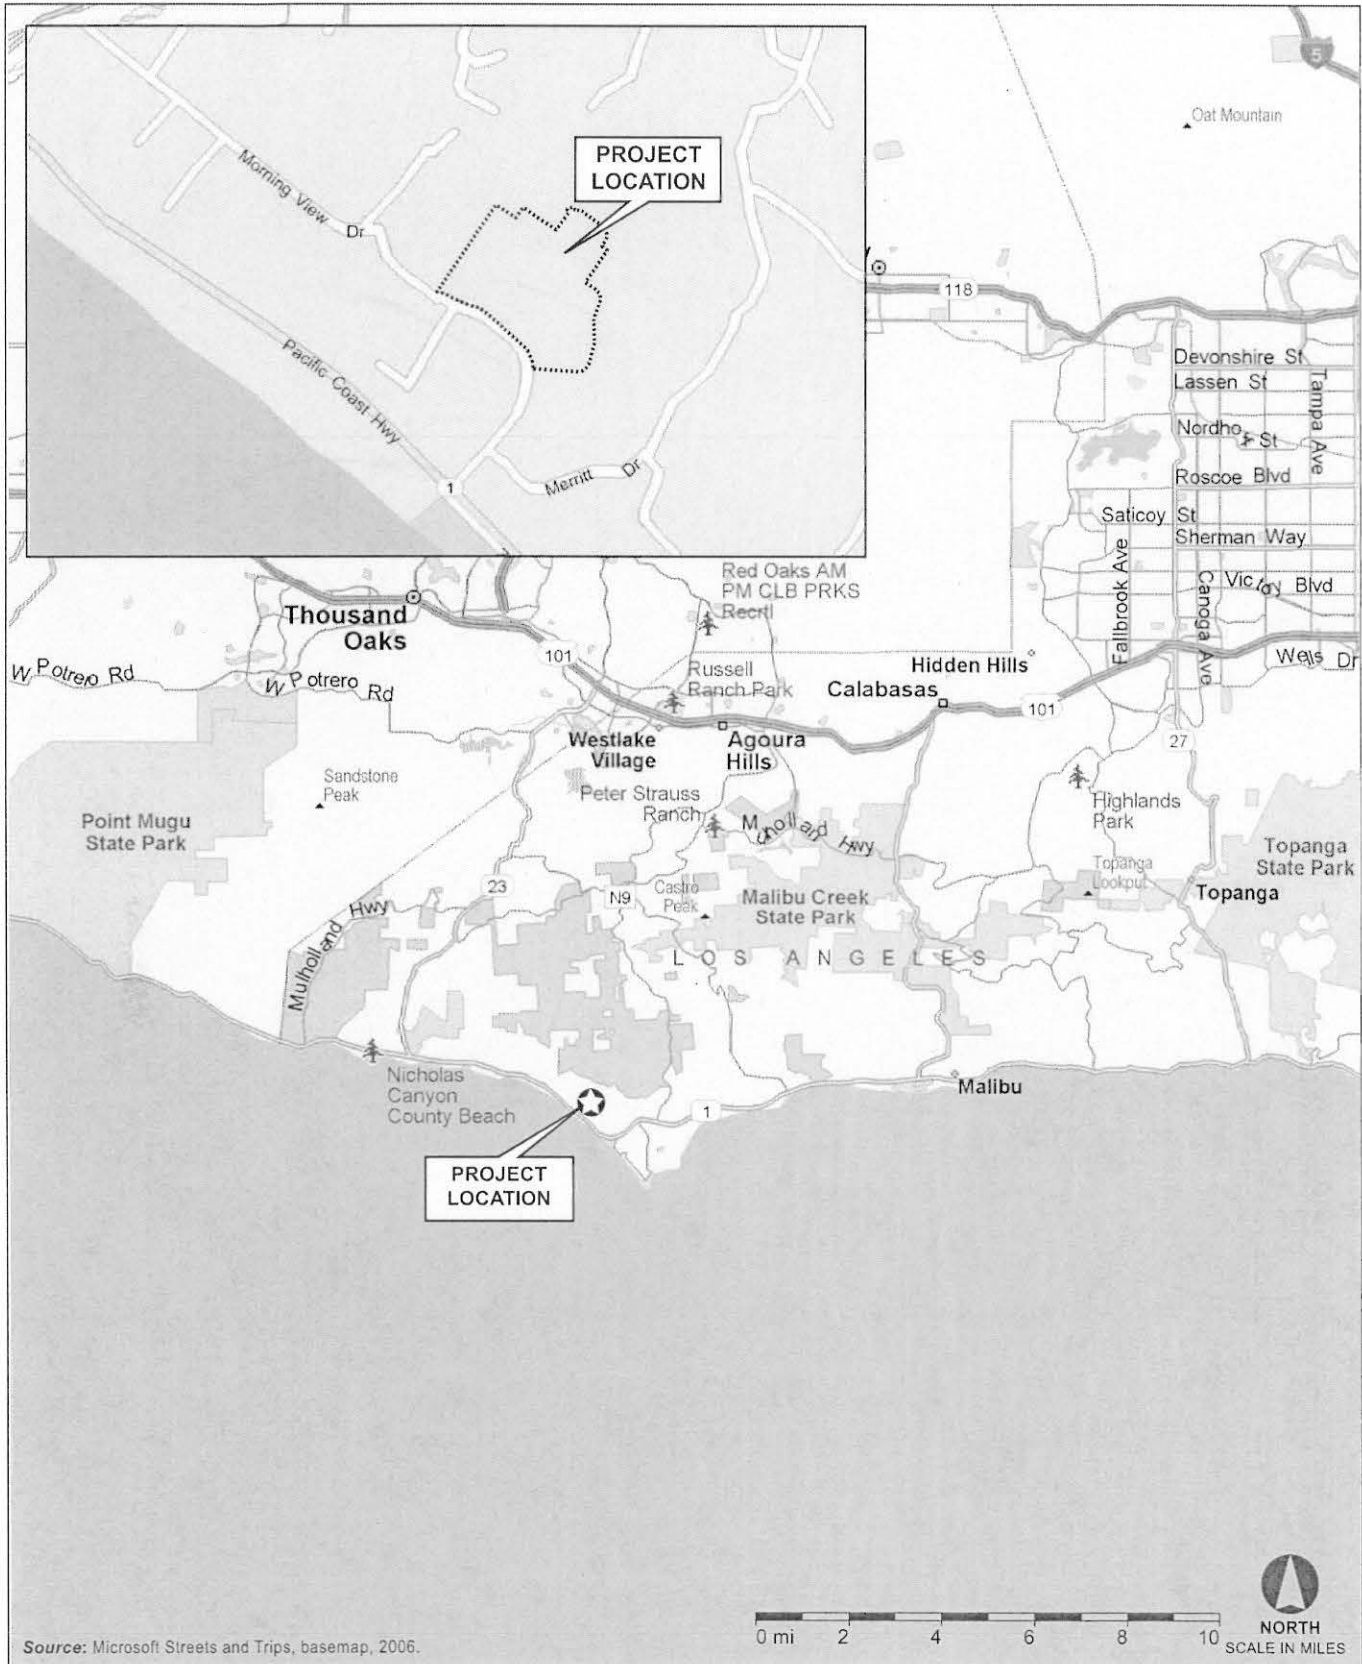 5
Oat Mountain
PROJECT
LOCATION
Morning View Dr
Pacific Coast Hwy
1
Merritt Dr
118
Devonshire St
Lassen St
Tampa Ave
Nordhoff St
Roscoe Blvd
Saticoy St
Sherman Way
Fallbrook Ave
Canoga Ave
Victory Blvd
Wells Dr
Red Oaks AM
PM CLB PRKS
Recrtl
Thousand
Oaks
101
W Potrero Rd
W Potrero Rd
Russell
Ranch Park
Hidden Hills
Calabasas
101
27
Westlake
Village
Agoura
Hills
Sandstone
Peak
Peter Strauss
Ranch
Mulholland Hwy
Highlands
Park
Point Mugu
State Park
Topanga
State Park
Topanga
Lookout
Topanga
23
N9
Castro
Peak
Malibu Creek
State Park
Mulholland Hwy
LOS ANGELES
Nicholas
Canyon
County Beach
Malibu
1
PROJECT
LOCATION
0 mi 2 4 6 8 10
NORTH
SCALE IN MILES
Source: Microsoft Streets and Trips, basemap, 2006.